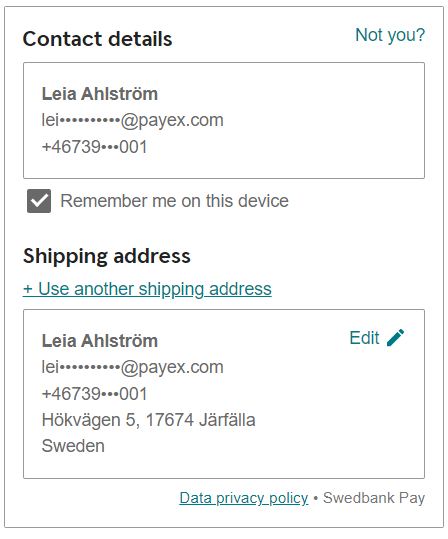 Contact details
Not you?
Leia Ahlström
lei••••••••••@payex.com
+46739•••001
Remember me on this device
Shipping address
+ Use another shipping address
Leia Ahlström
Edit
lei••••••••••@payex.com
+46739•••001
Hökvägen 5, 17674 Järfälla
Sweden
Data privacy policy • Swedbank Pay